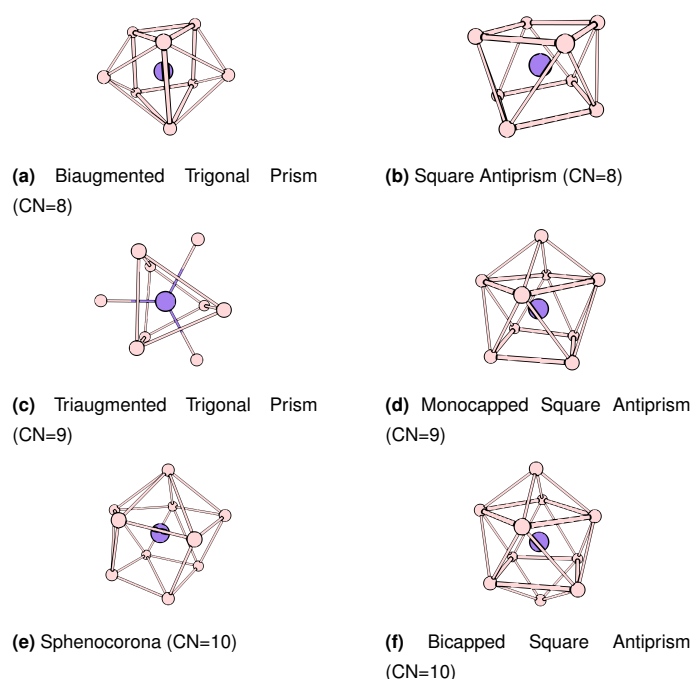 (a) Biaugmented Trigonal Prism
(CN=8)
(b) Square Antiprism (CN=8)
(c) Triaugmented Trigonal Prism
(CN=9)
(d) Monocapped Square Antiprism
(CN=9)
(e) Sphenocorona (CN=10)
(f) Bicapped Square Antiprism
(CN=10)